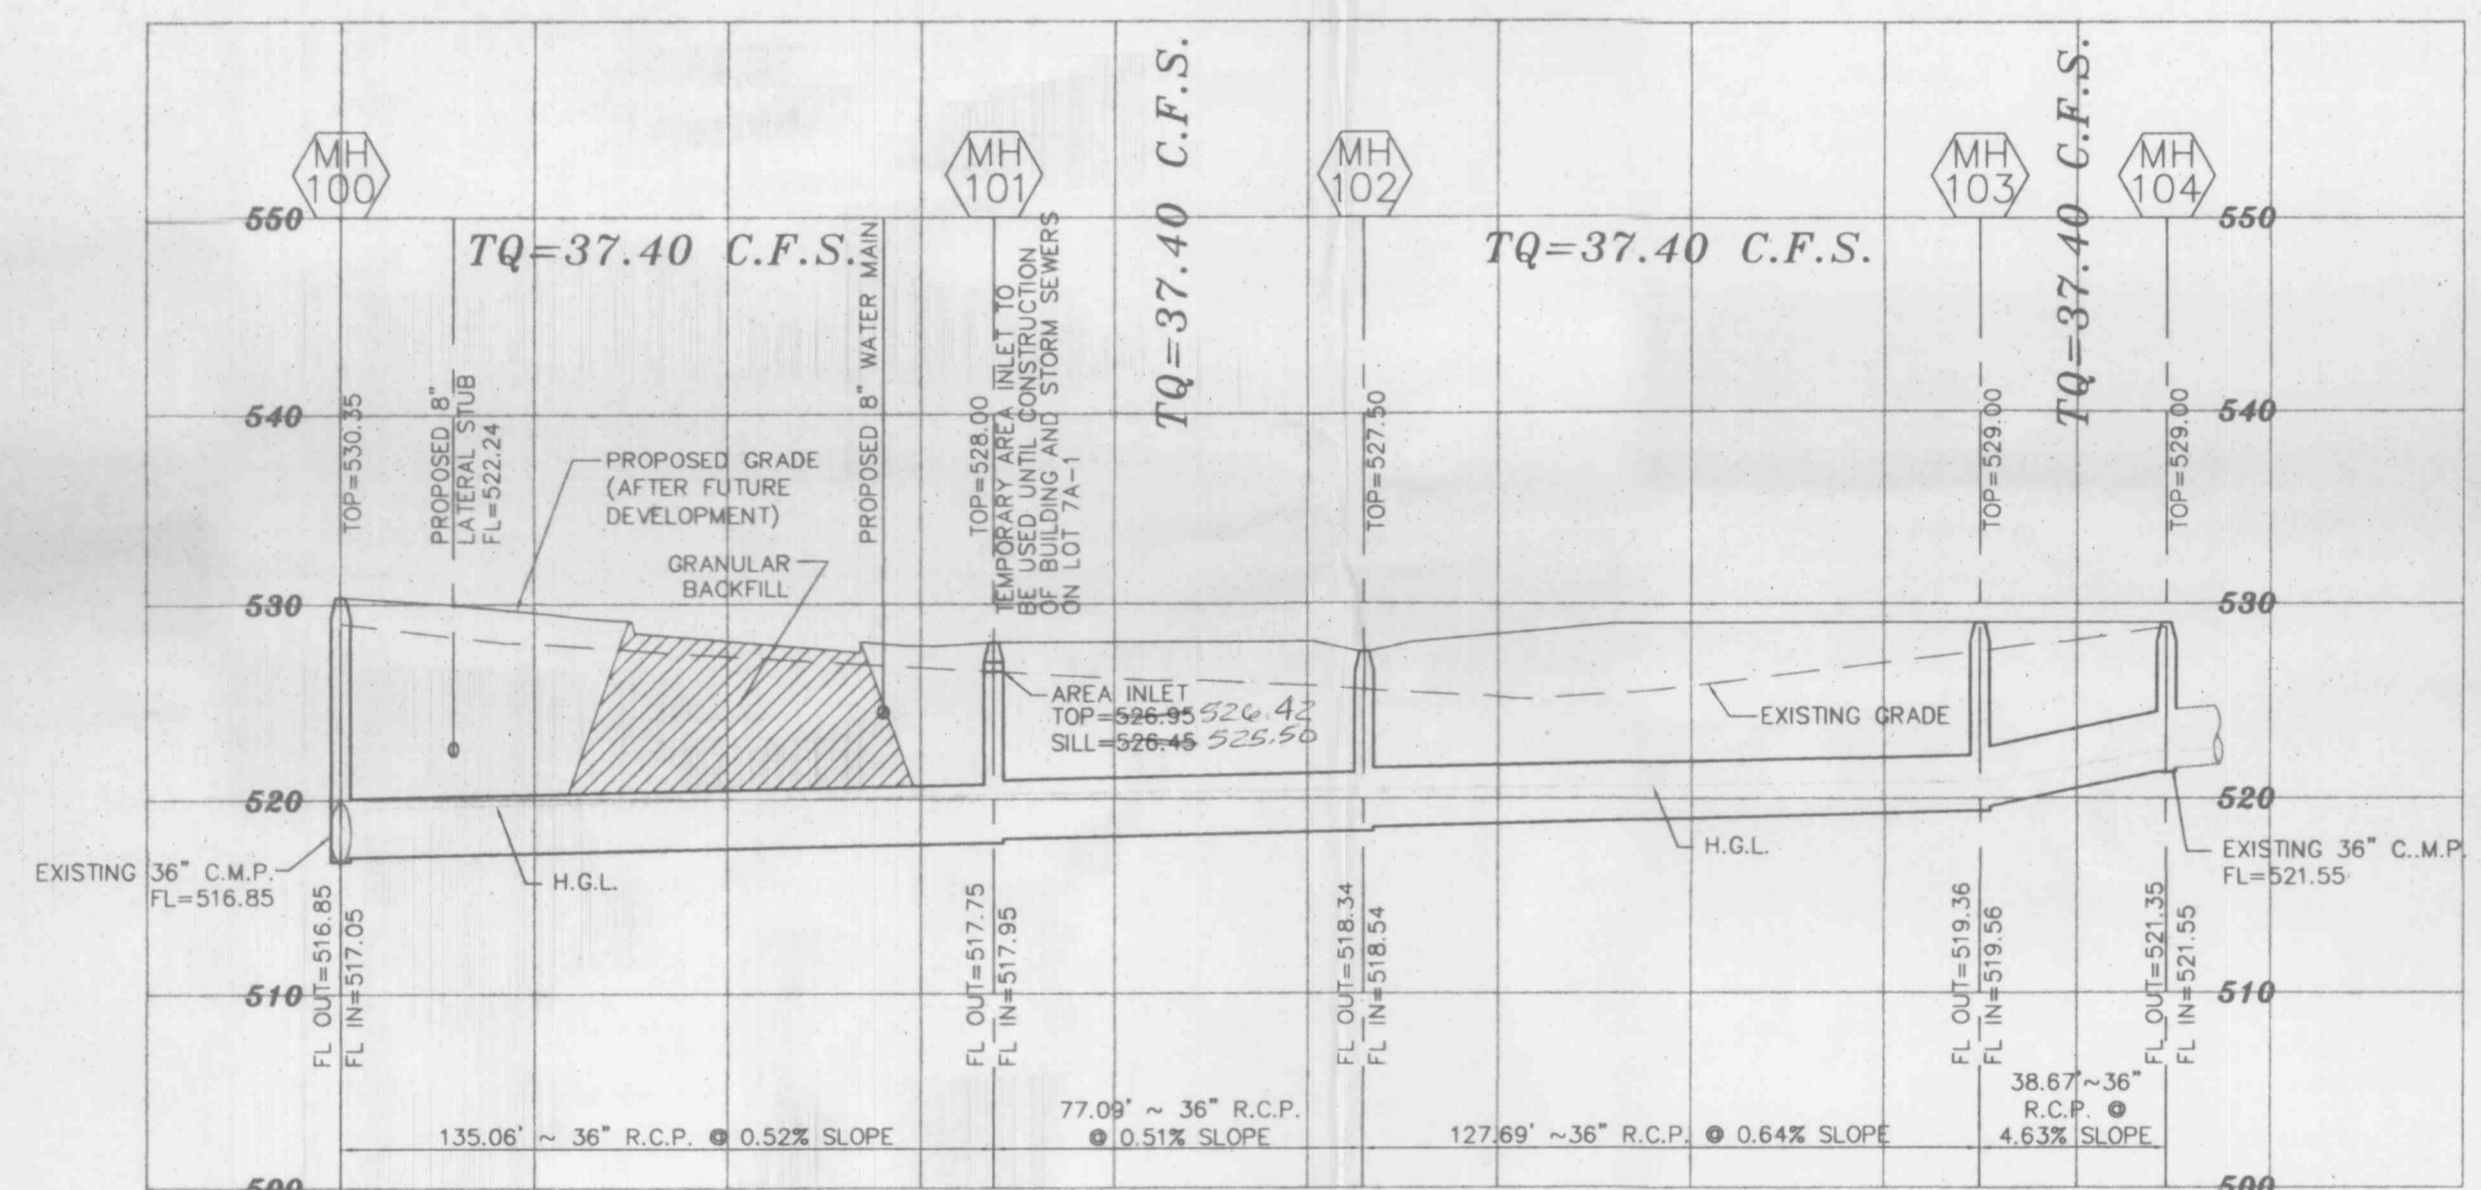 MH
100
MH
101
MH
102
MH
103
MH
104
550
TQ=37.40 C.F.S.
TQ=37.40 C.F.S.
TQ=37.40 C.F.S.
TQ=37.40 C.F.S.
550
540
TOP=530.35
PROPOSED 8"
LATERAL STUB
FL=522.24
PROPOSED GRADE
(AFTER FUTURE
DEVELOPMENT)
GRANULAR
BACKFILL
PROPOSED 8" WATER MAIN
TOP=528.00
TEMPORARY AREA INLET TO
BE USED UNTIL CONSTRUCTION
OF BUILDING AND STORM SEWERS
ON LOT 7A-1
TOP=527.50
TOP=529.00
TOP=529.00
540
530
530
AREA INLET
TOP=526.95 526.42
SILL=526.45 525.50
EXISTING GRADE
520
520
EXISTING 36" C.M.P.
FL=516.85
H.G.L.
H.G.L.
EXISTING 36" C..M.P.
FL=521.55
510
FL OUT=516.85
FL IN=517.05
FL OUT=517.75
FL IN=517.95
FL OUT=518.34
FL IN=518.54
FL OUT=519.36
FL IN=519.56
FL OUT=521.35
FL IN=521.55
510
135.06' ~ 36" R.C.P. @ 0.52% SLOPE
77.09' ~ 36" R.C.P.
@ 0.51% SLOPE
127.69' ~36" R.C.P. @ 0.64% SLOPE
38.67'~36"
R.C.P. @
4.63% SLOPE
500
500